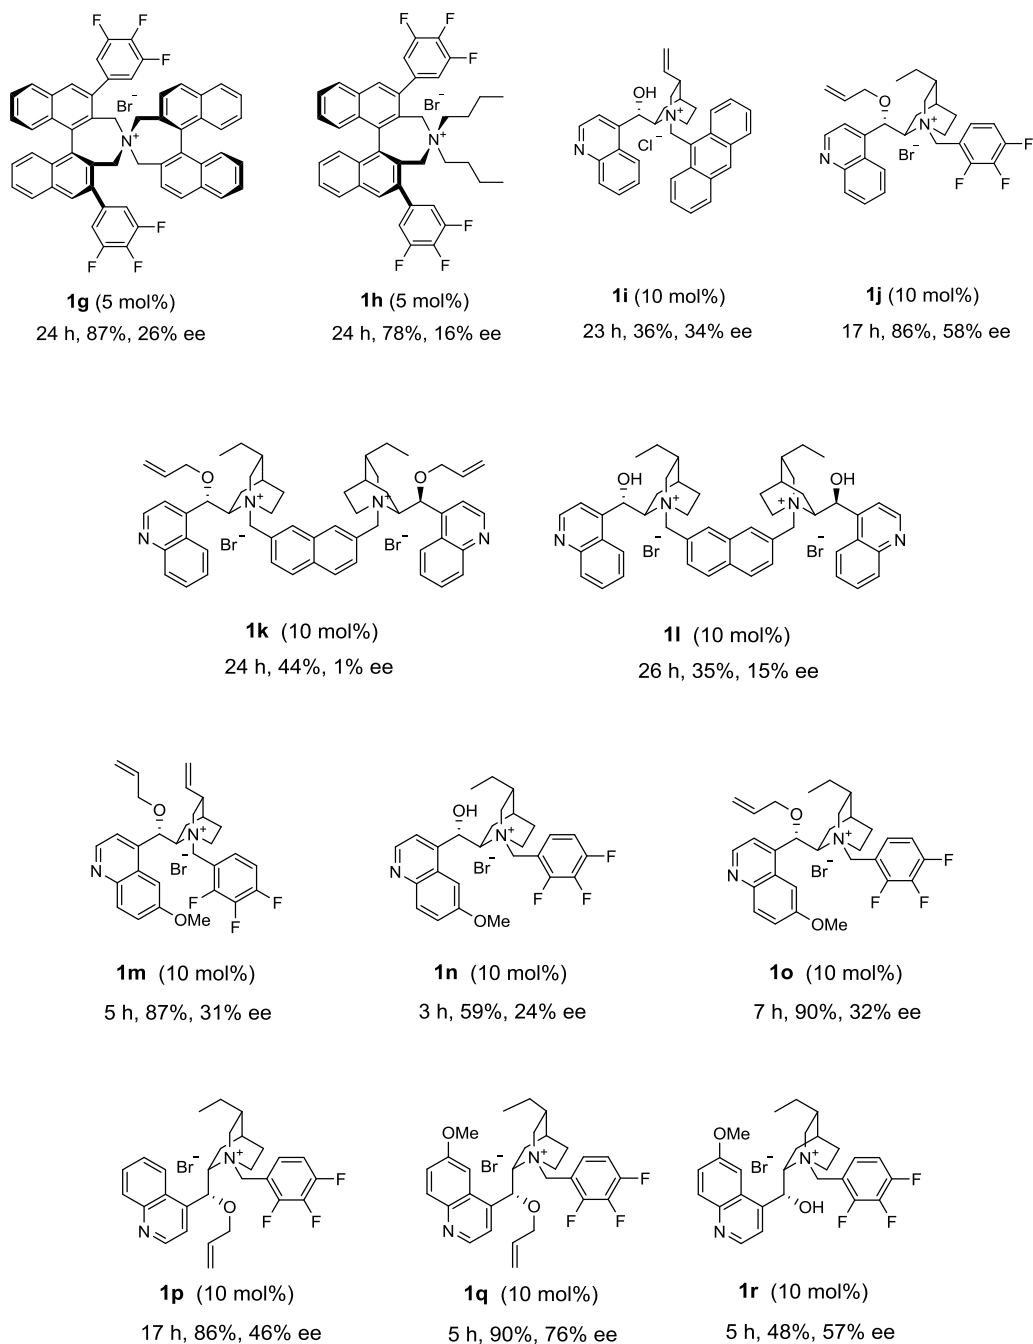 F F F F F F
Br⁻ N⁺ Br⁻ N⁺ OH N⁺ Cl⁻ N O N⁺ Br⁻ N F F F
F F F F F F
1g (5 mol%) 1h (5 mol%) 1i (10 mol%) 1j (10 mol%)
24 h, 87%, 26% ee 24 h, 78%, 16% ee 23 h, 36%, 34% ee 17 h, 86%, 58% ee
O O OH OH
N⁺ N⁺ N⁺ N⁺
N Br⁻ Br⁻ N N Br⁻ Br⁻ N
1k (10 mol%) 1l (10 mol%)
24 h, 44%, 1% ee 26 h, 35%, 15% ee
O N⁺ OH N⁺ O N⁺
N Br⁻ F F F N Br⁻ F F F N Br⁻ F F F
OMe OMe OMe
1m (10 mol%) 1n (10 mol%) 1o (10 mol%)
5 h, 87%, 31% ee 3 h, 59%, 24% ee 7 h, 90%, 32% ee
OMe OMe
Br⁻ N⁺ Br⁻ N⁺ Br⁻ N⁺
N O F F F N O F F F N OH F F F
1p (10 mol%) 1q (10 mol%) 1r (10 mol%)
17 h, 86%, 46% ee 5 h, 90%, 76% ee 5 h, 48%, 57% ee